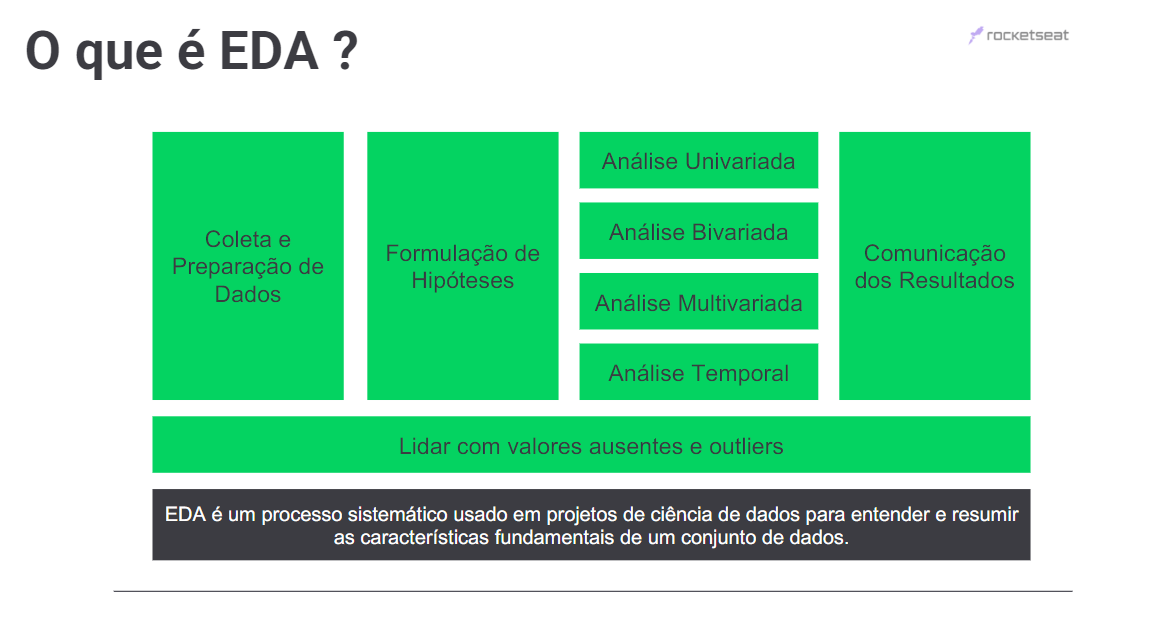 O que é EDA ?
rocketseat
Coleta e
Preparação de
Dados
Formulação de
Hipóteses
Análise Univariada
Análise Bivariada
Análise Multivariada
Análise Temporal
Comunicação
dos Resultados
Lidar com valores ausentes e outliers
EDA é um processo sistemático usado em projetos de ciência de dados para entender e resumir
as características fundamentais de um conjunto de dados.